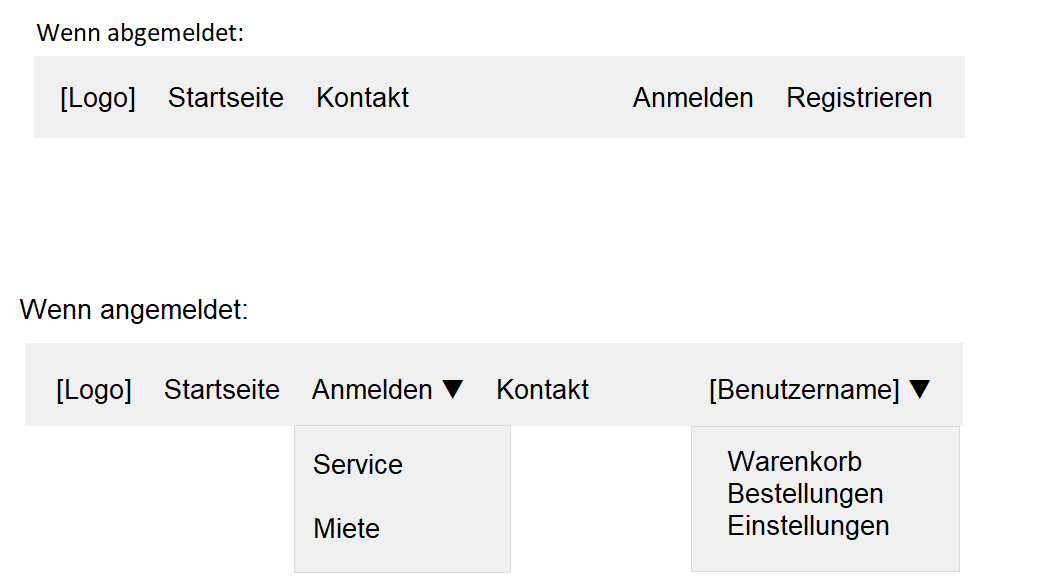 Wenn abgemeldet:
[Logo] Startseite Kontakt Anmelden Registrieren
Wenn angemeldet:
[Logo] Startseite Anmelden ▼ Kontakt [Benutzername] ▼
Service
Miete
Warenkorb
Bestellungen
Einstellungen